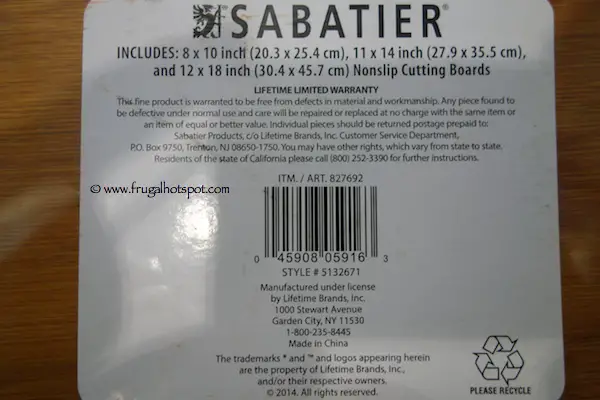 SABATIER®
INCLUDES: 8 x 10 inch (20.3 x 25.4 cm), 11 x 14 inch (27.9 x 35.5 cm),
and 12 x 18 inch (30.4 x 45.7 cm) Nonslip Cutting Boards
LIFETIME LIMITED WARRANTY
This fine product is warranted to be free from defects in material and workmanship. Any piece found to
be defective under normal use and care will be repaired or replaced at no charge with the same item or
an item of equal or better value. Individual pieces should be returned postage prepaid to:
Sabatier Products, c/o Lifetime Brands, Inc. Customer Service Department,
P.O. Box 9750, Trenton, NJ 08650-1750. You may have other rights, which vary from state to state.
Residents of the state of California please call (800) 252-3390 for further instructions.
ITM. / ART. 827692
© www.frugalhotspot.com
0 45908 05916 3
STYLE # 5132671
Manufactured under license
by Lifetime Brands, Inc.
1000 Stewart Avenue
Garden City, NY 11530
1-800-235-8445
Made in China
The trademarks ® and ™ and logos appearing herein
are the property of Lifetime Brands, Inc.,
and/or their respective owners.
© 2014. All rights reserved.
PLEASE RECYCLE